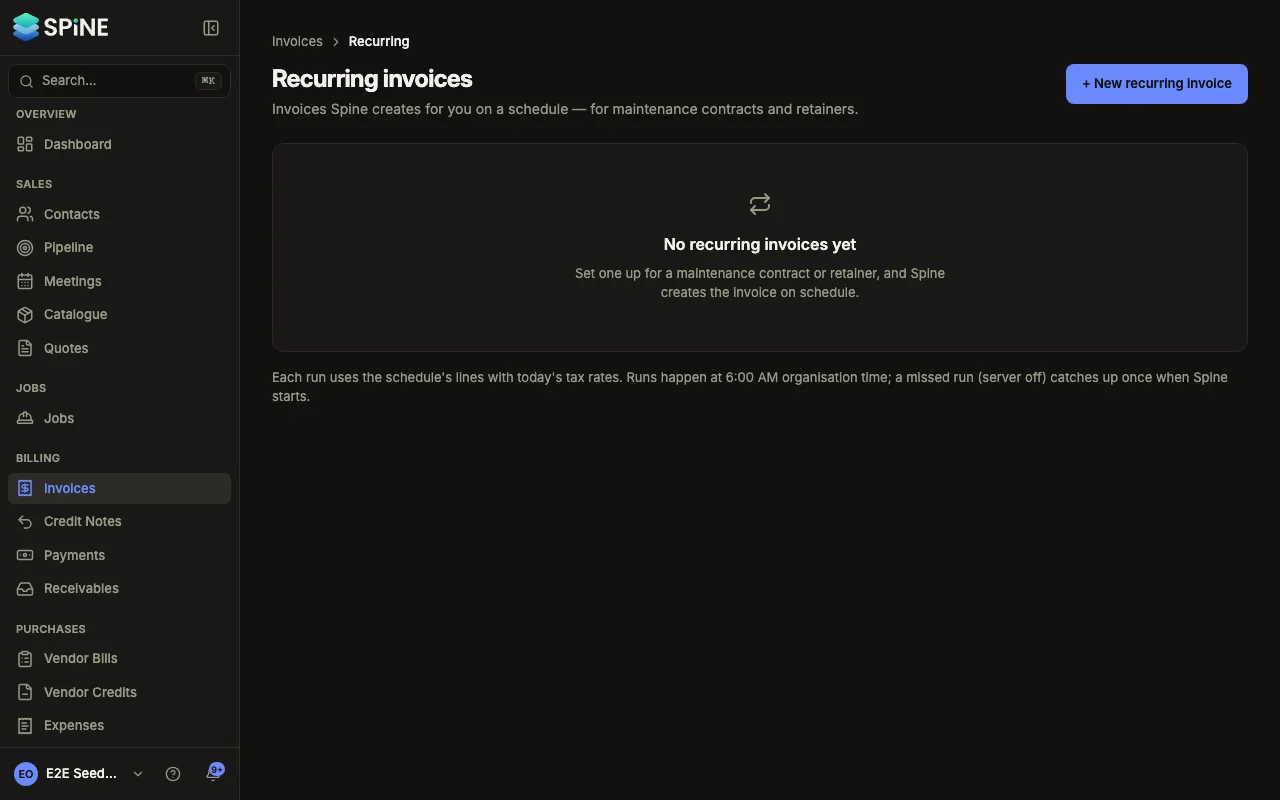 SPiNE
Search...
⌘K
OVERVIEW
Dashboard
SALES
Contacts
Pipeline
Meetings
Catalogue
Quotes
JOBS
Jobs
BILLING
Invoices
Credit Notes
Payments
Receivables
PURCHASES
Vendor Bills
Vendor Credits
Expenses
EO
E2E Seed...
9+
Invoices > Recurring
Recurring invoices
+ New recurring invoice
Invoices Spine creates for you on a schedule — for maintenance contracts and retainers.
No recurring invoices yet
Set one up for a maintenance contract or retainer, and Spine
creates the invoice on schedule.
Each run uses the schedule's lines with today's tax rates. Runs happen at 6:00 AM organisation time; a missed run (server off) catches up once when Spine
starts.